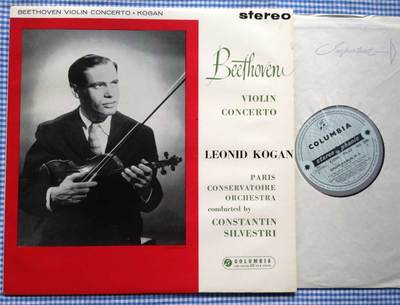 BEETHOVEN VIOLIN CONCERTO • KOGAN
stereo
Beethoven
VIOLIN
CONCERTO
LEONID KOGAN
PARIS
CONSERVATOIRE
ORCHESTRA
conducted by
CONSTANTIN
SILVESTRI
COLUMBIA
COLUMBIA